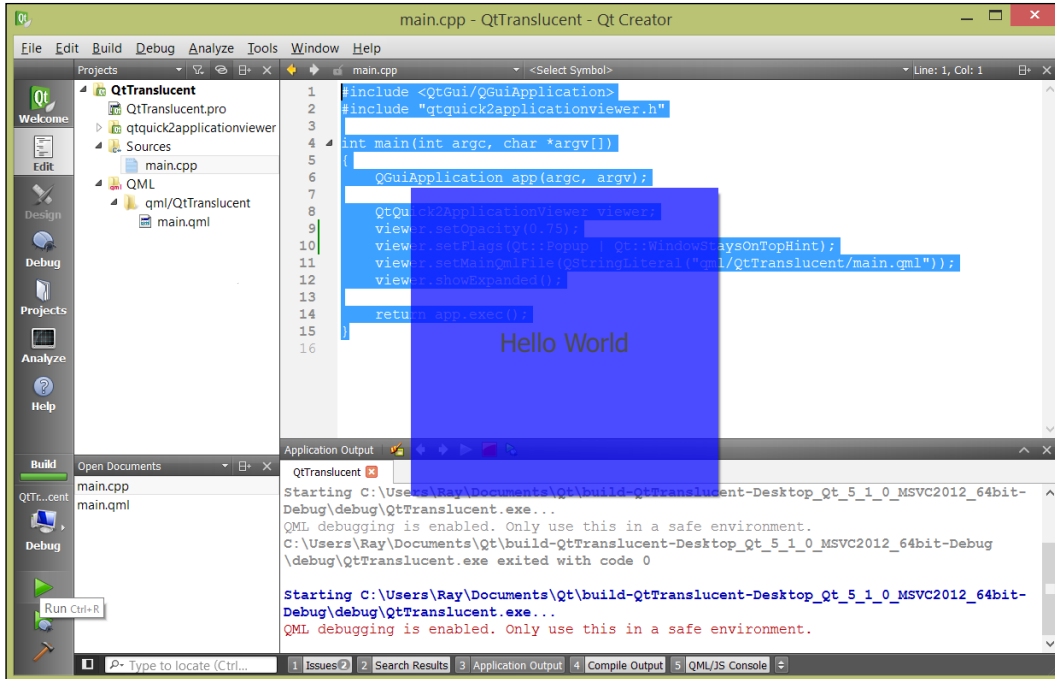 main.cpp - QtTranslucent - Qt Creator
File Edit Build Debug Analyze Tools Window Help
Projects
main.cpp
<Select Symbol>
Line: 1, Col: 1
Qt
Welcome
Edit
Design
Debug
Projects
Analyze
Help
QtTranslucent
QtTranslucent.pro
qtquick2applicationviewer
Sources
main.cpp
QML
qml/QtTranslucent
main.qml
1 #include <QtGui/QGuiApplication>
2 #include "qtquick2applicationviewer.h"
3
4 int main(int argc, char *argv[])
5 {
6 QGuiApplication app(argc, argv);
7
8 QtQuick2ApplicationViewer viewer;
9 viewer.setOpacity(0.75);
10 viewer.setFlags(Qt::Popup | Qt::WindowStaysOnTopHint);
11 viewer.setMainQmlFile(QStringLiteral("qml/QtTranslucent/main.qml"));
12 viewer.showExpanded();
13
14 return app.exec();
15 }
16
Hello World
Build
QtTr...cent
Debug
Run Ctrl+R
Open Documents
main.cpp
main.qml
Application Output
QtTranslucent
Starting C:\Users\Ray\Documents\Qt\build-QtTranslucent-Desktop_Qt_5_1_0_MSVC2012_64bit-
Debug\debug\QtTranslucent.exe...
QML debugging is enabled. Only use this in a safe environment.
C:\Users\Ray\Documents\Qt\build-QtTranslucent-Desktop_Qt_5_1_0_MSVC2012_64bit-Debug
\debug\QtTranslucent.exe exited with code 0
Starting C:\Users\Ray\Documents\Qt\build-QtTranslucent-Desktop_Qt_5_1_0_MSVC2012_64bit-
Debug\debug\QtTranslucent.exe...
QML debugging is enabled. Only use this in a safe environment.
Type to locate (Ctrl...
1 Issues 2 2 Search Results 3 Application Output 4 Compile Output 5 QML/JS Console